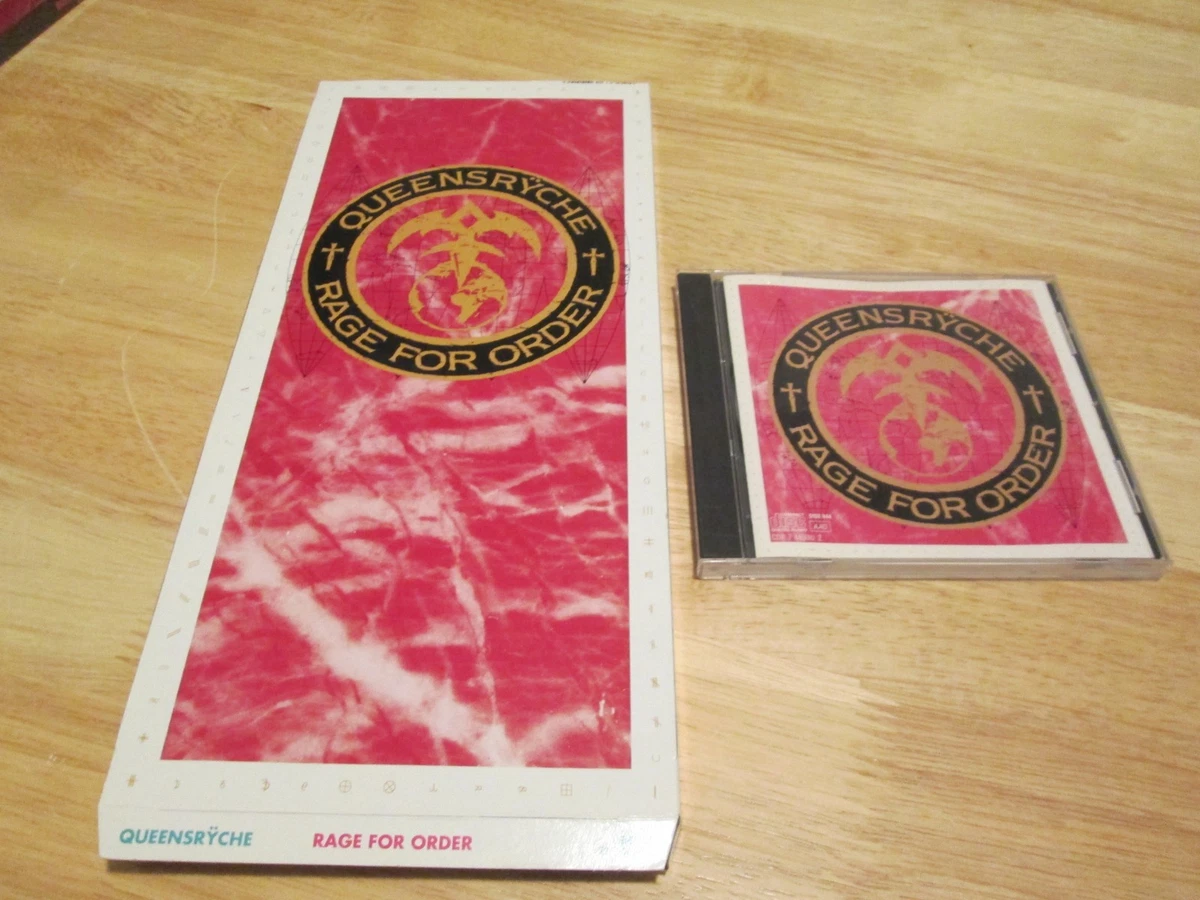 QUEENSRŸCHE
† †
RAGE FOR ORDER
QUEENSRŸCHE RAGE FOR ORDER
QUEENSRŸCHE
† †
RAGE FOR ORDER